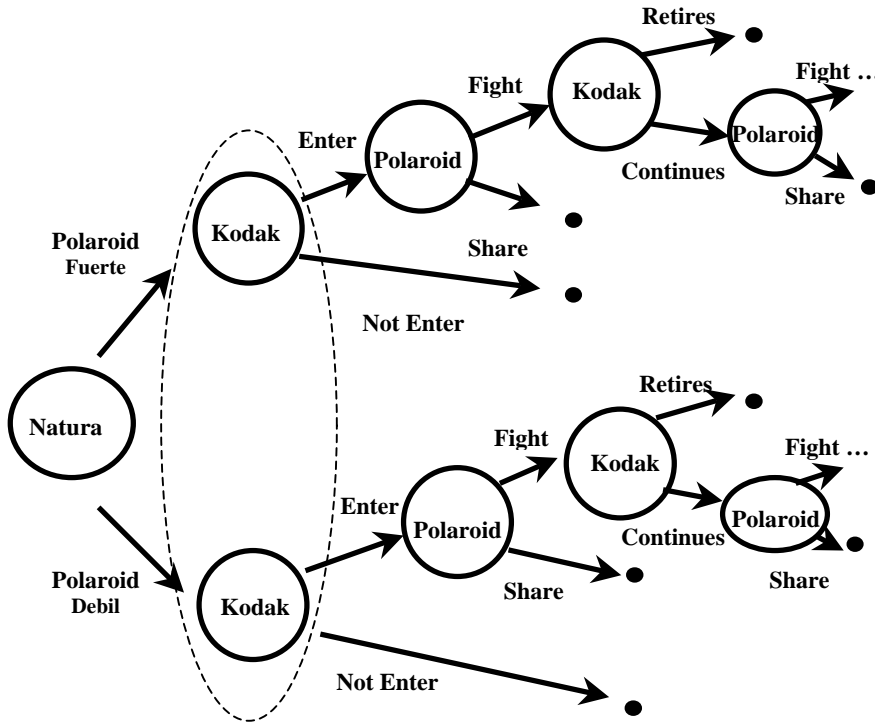 Retires
Fight …
Fight
Kodak
Enter
Polaroid
Polaroid
Continues
Share
Kodak
Polaroid
Fuerte
Share
Not Enter
Retires
Natura
Fight
Fight …
Kodak
Enter
Polaroid
Polaroid
Continues
Polaroid
Debil
Kodak
Share
Share
Not Enter